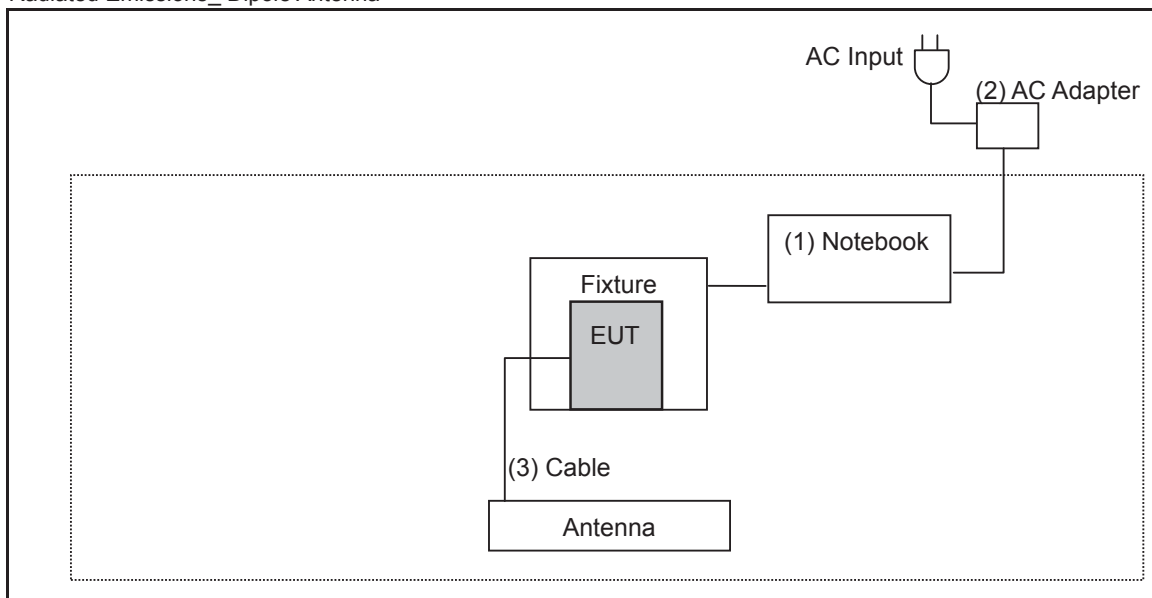 Radiated Emissions_ Dipole Antenna
AC Input
(2) AC Adapter
(1) Notebook
Fixture
EUT
(3) Cable
Antenna